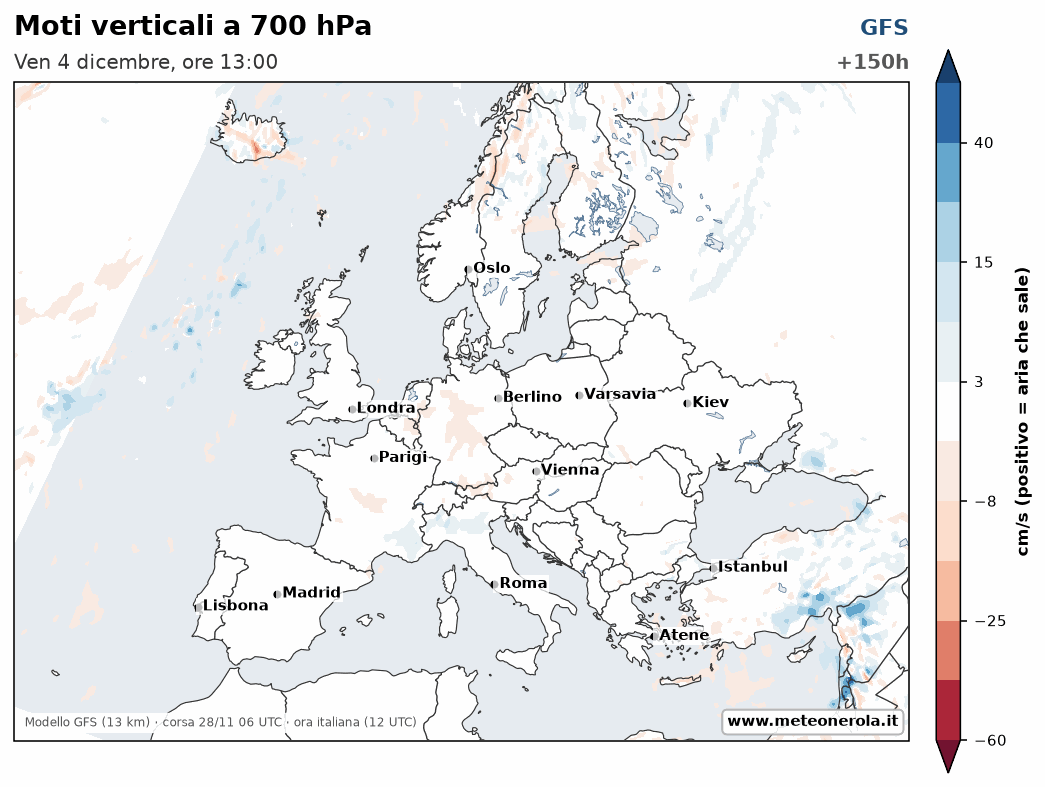 Moti verticali a 700 hPa
GFS
Ven 4 dicembre, ore 13:00
+150h
Oslo
Londra
Berlino
Varsavia
Kiev
Parigi
Vienna
Istanbul
Roma
Madrid
Lisbona
Atene
Modello GFS (13 km) · corsa 28/11 06 UTC · ora italiana (12 UTC)
www.meteonerola.it
40
15
3
−8
−25
−60
cm/s (positivo = aria che sale)